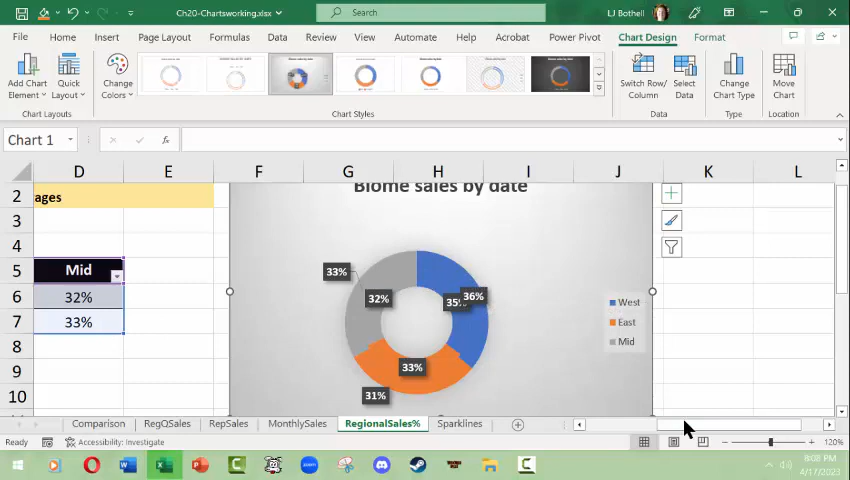 Ch20-Chartsworking.xlsx
Search
LJ Bothell
File Home Insert Page Layout Formulas Data Review View Automate Help Acrobat Power Pivot Chart Design Format
Add Chart Element
Quick Layout
Change Colors
Switch Row/ Column
Select Data
Change Chart Type
Move Chart
Chart Layouts Chart Styles Data Type Location
Chart 1 fx
D E F G H I J K L
2 ages
Biome sales by date
3
4
5 Mid
6 32%
7 33%
8
9
10
33%
32%
35%
36%
33%
31%
West
East
Mid
Comparison RegQSales RepSales MonthlySales RegionalSales% Sparklines
Ready Accessibility: Investigate 120%
8:08 PM
4/17/2023